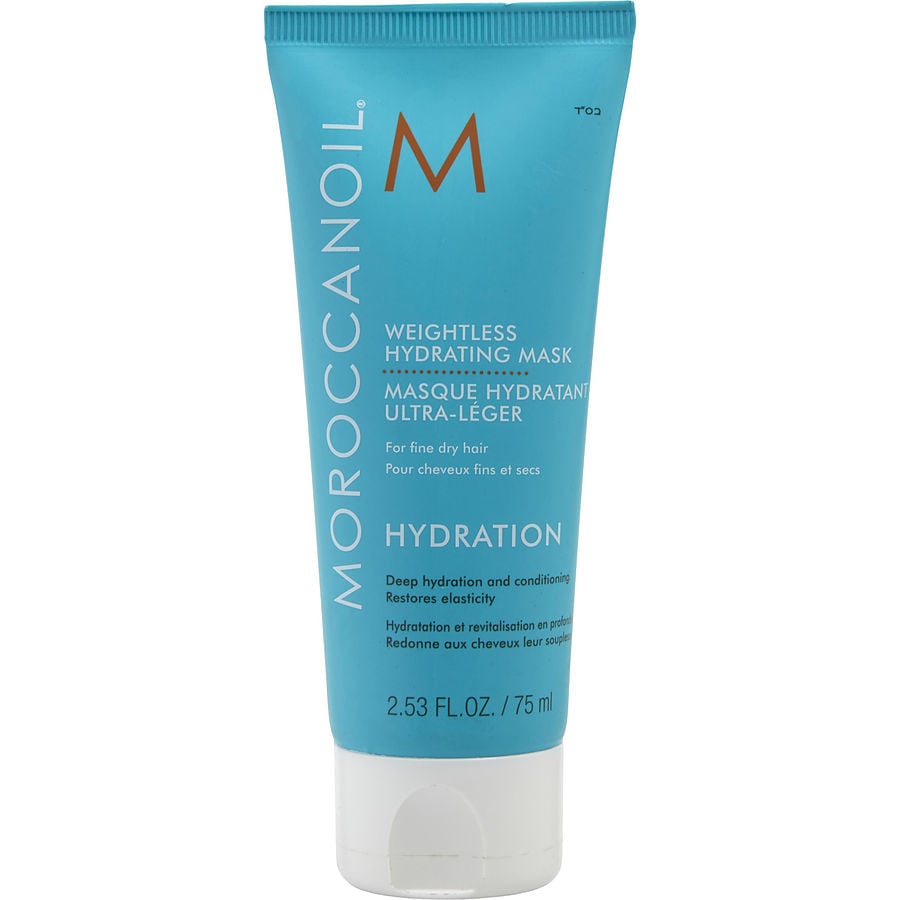 בס"ד
M
MOROCCANOIL®
WEIGHTLESS
HYDRATING MASK
MASQUE HYDRATANT
ULTRA-LÉGER
For fine dry hair
Pour cheveux fins et secs
HYDRATION
Deep hydration and conditioning.
Restores elasticity
Hydratation et revitalisation en
Redonne aux cheveux leur
2.53 FL.OZ. / 75 ml